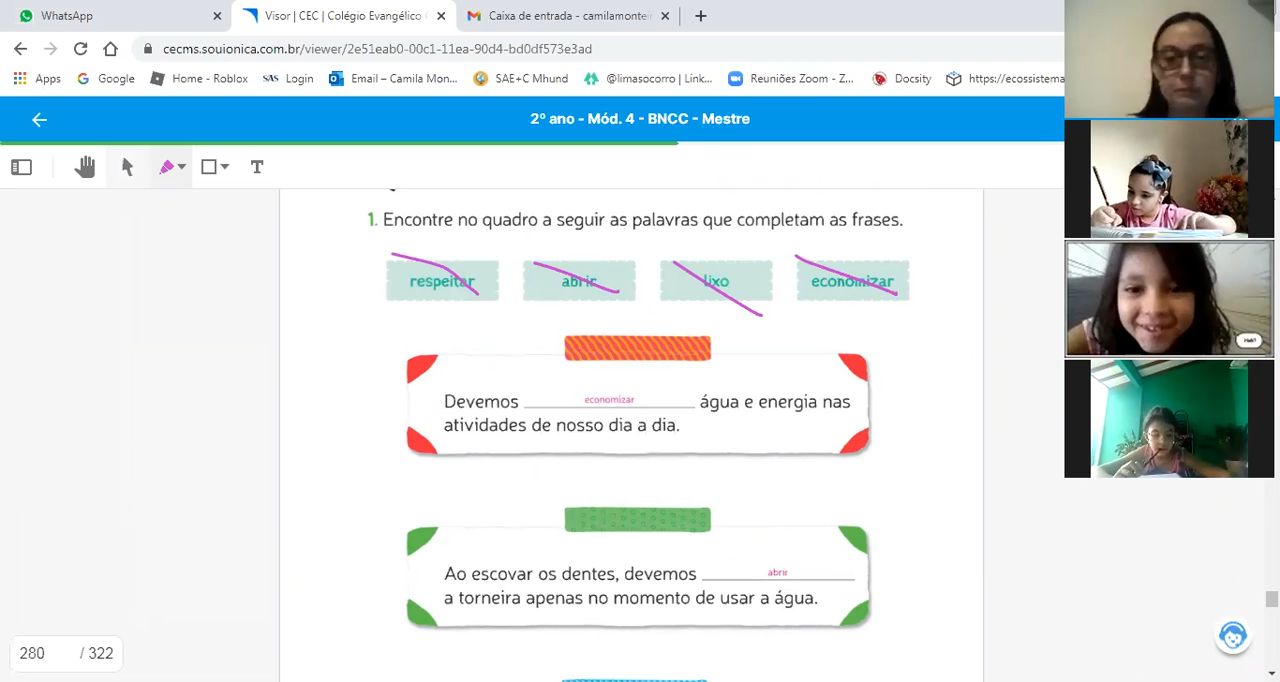 WhatsApp
Visor | CEC | Colégio Evangélico
Caixa de entrada - camilamonte
cecms.souionica.com.br/viewer/2e51eab0-00c1-11ea-90d4-bd0df573e3ad
Apps Google Home - Roblox SAS Login Email – Camila Mon... SAE+C Mhund @limasocorro | Link... Reuniões Zoom - Z... Docsity https://ecossistema
2º ano - Mód. 4 - BNCC - Mestre
T
1. Encontre no quadro a seguir as palavras que completam as frases.
respeitar abrir lixo economizar
Devemos economizar água e energia nas
atividades de nosso dia a dia.
Ao escovar os dentes, devemos abrir
a torneira apenas no momento de usar a água.
280 / 322